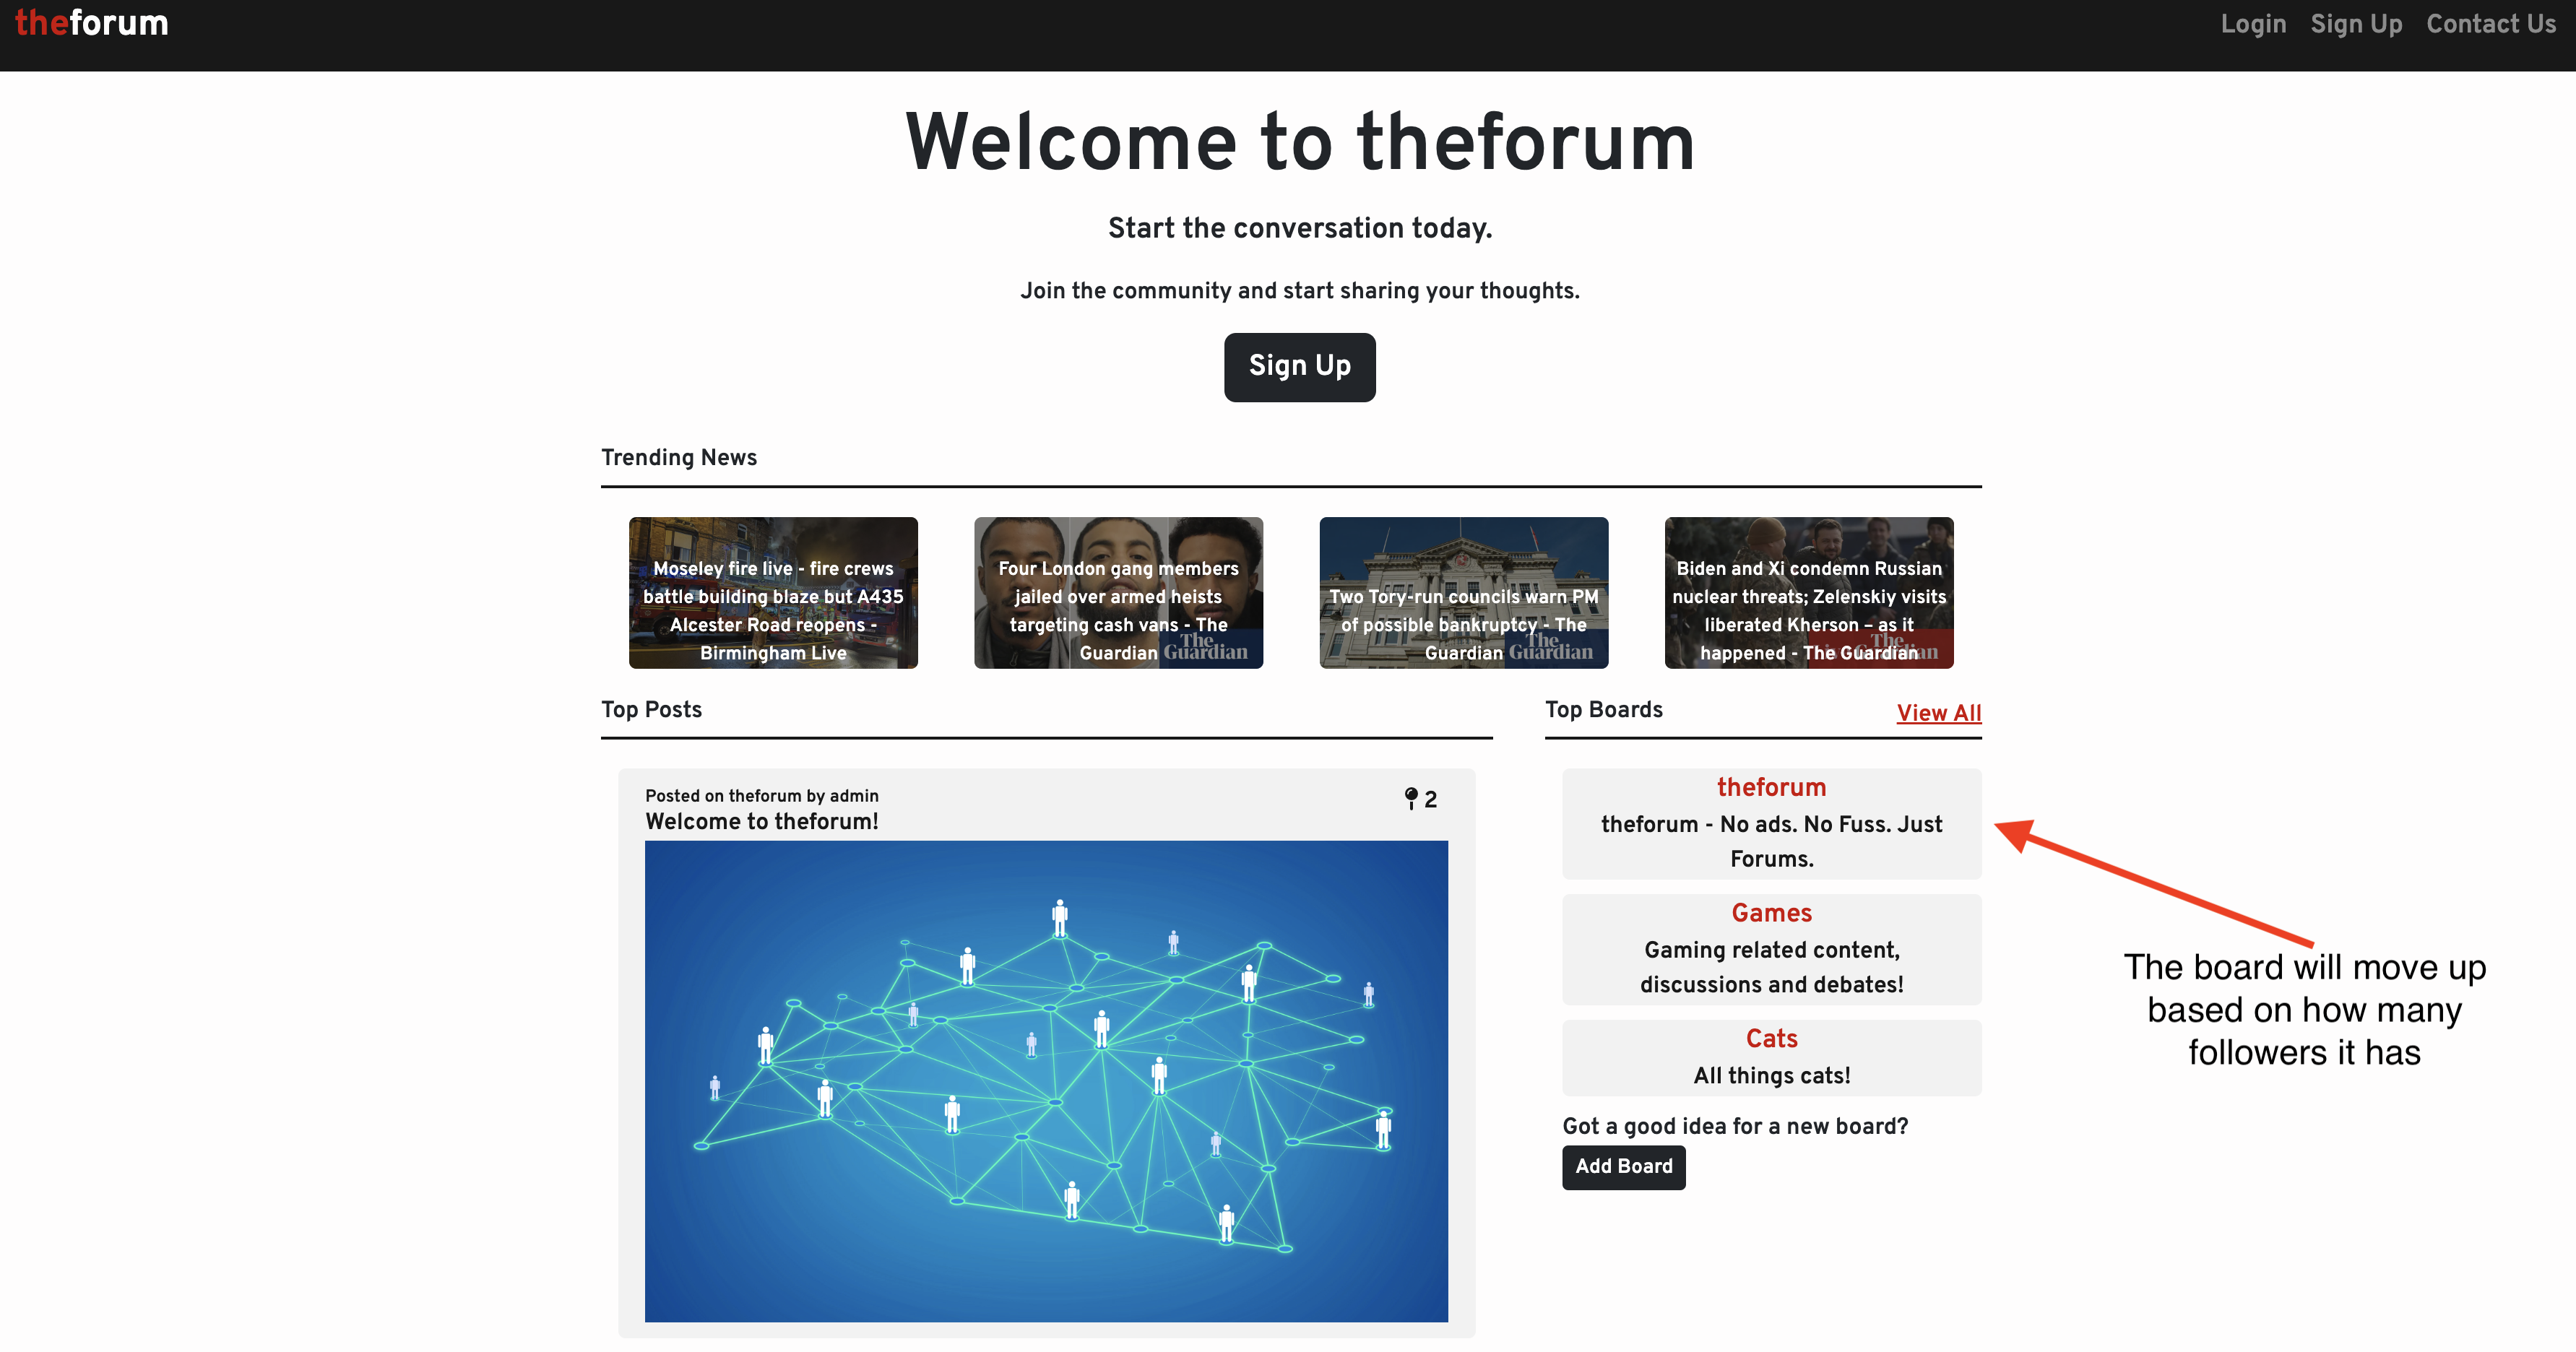 theforum
Login Sign Up Contact Us
Welcome to theforum
Start the conversation today.
Join the community and start sharing your thoughts.
Sign Up
Trending News
Moseley fire live - fire crews
battle building blaze but A435
Alcester Road reopens -
Birmingham Live
Four London gang members
jailed over armed heists
targeting cash vans - The
Guardian
The
Guardian
Two Tory-run councils warn PM
of possible bankruptcy - The
Guardian
The
Guardian
Biden and Xi condemn Russian
nuclear threats; Zelenskiy visits
liberated Kherson – as it
happened - The Guardian
The
Guardian
Top Posts
Top Boards View All
Posted on theforum by admin
2
Welcome to theforum!
theforum
theforum - No ads. No Fuss. Just
Forums.
Games
Gaming related content,
discussions and debates!
Cats
All things cats!
Got a good idea for a new board?
Add Board
The board will move up
based on how many
followers it has